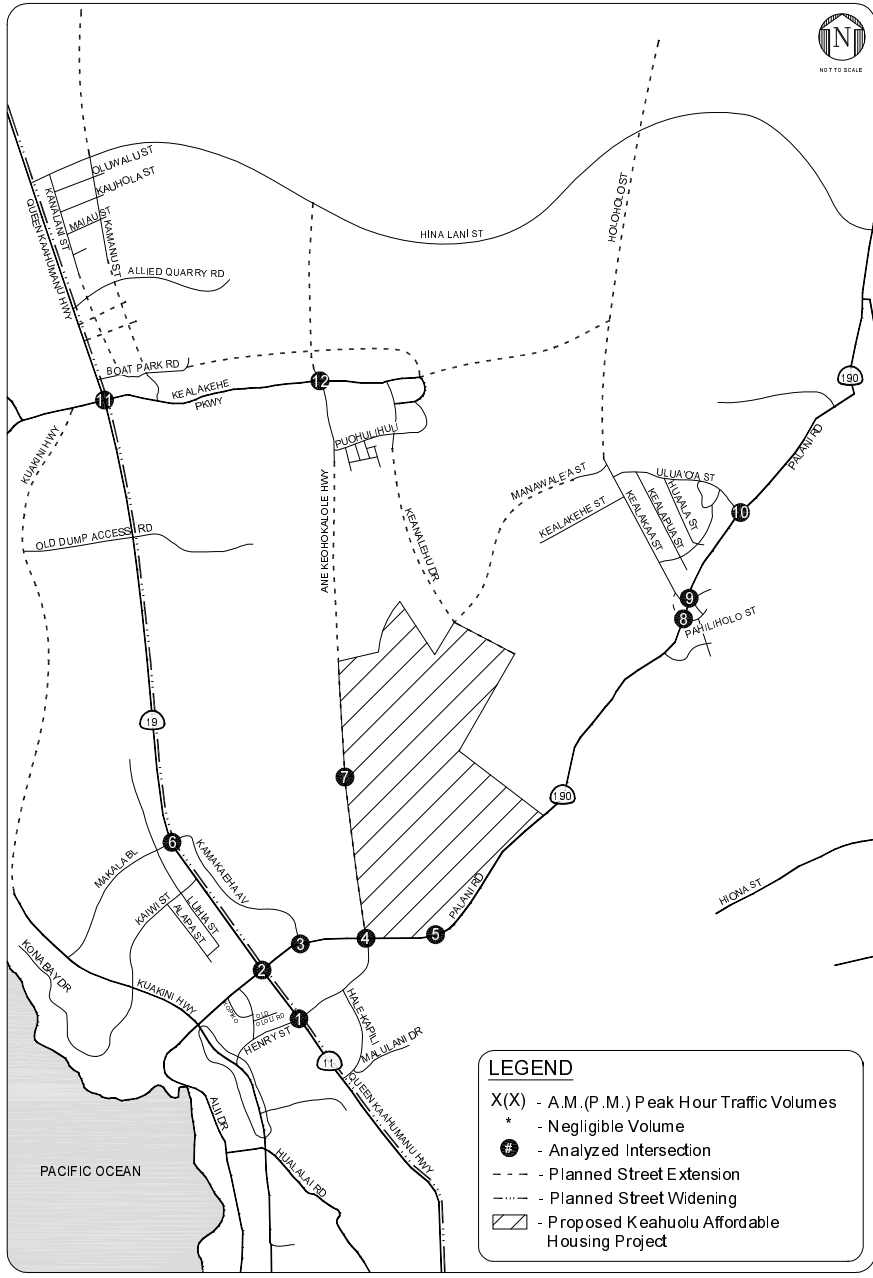 N
NOT TO SCALE
OLUWALU ST
KAUHOLA ST
KANALANI ST
MAIAU ST
KAMANU ST
QUEEN KAAHUMANU HWY
HOLOHOLO ST
HINA LANI ST
ALLIED QUARRY RD
BOAT PARK RD
KEALAKEHE
PKWY
12
11
190
KUAKINI HWY
PUOHULIHULI
PALANI RD
MANAWALE'A ST
ULUA'O'A ST
HUAALA ST
KEALAPUA ST
KEALAKAA ST
KEALAKEHE ST
10
ANE KEOHOKALOLE HWY
KEANALEHU DR
OLD DUMP ACCESS RD
9
8
PAHILIHOLO ST
19
7
190
6
MAKALA BL
KAMAKAEHA AV
KAIWI ST
LUHIA ST
ALAPA ST
PALANI RD
HIONA ST
5
4
3
2
1
KONA BAY DR
KUAKINI HWY
KOPIKO
OLD
HENRY ST
HALE-KAPILI
MALULANI DR
11
QUEEN KAAHUMANU HWY
ALII DR
HUALALAI RD
PACIFIC OCEAN
LEGEND
X(X) - A.M.(P.M.) Peak Hour Traffic Volumes
* - Negligible Volume
# - Analyzed Intersection
- Planned Street Extension
- Planned Street Widening
- Proposed Keahuolu Affordable
Housing Project